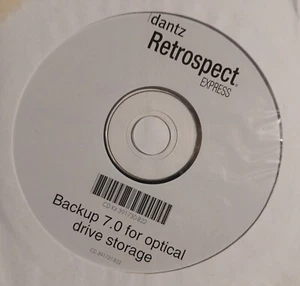 dantz
Retrospect.
EXPRESS
Backup 7.0 for optical
drive storage